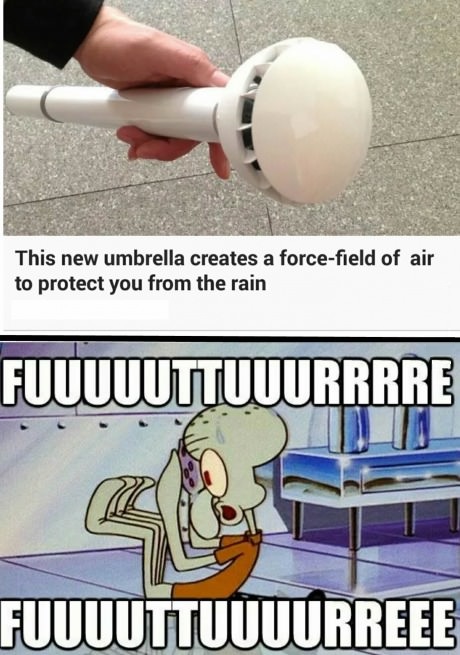 This new umbrella creates a force-field of air
to protect you from the rain
FUUUUUTTUUURRRRE
FUUUUTTUUUURREEE